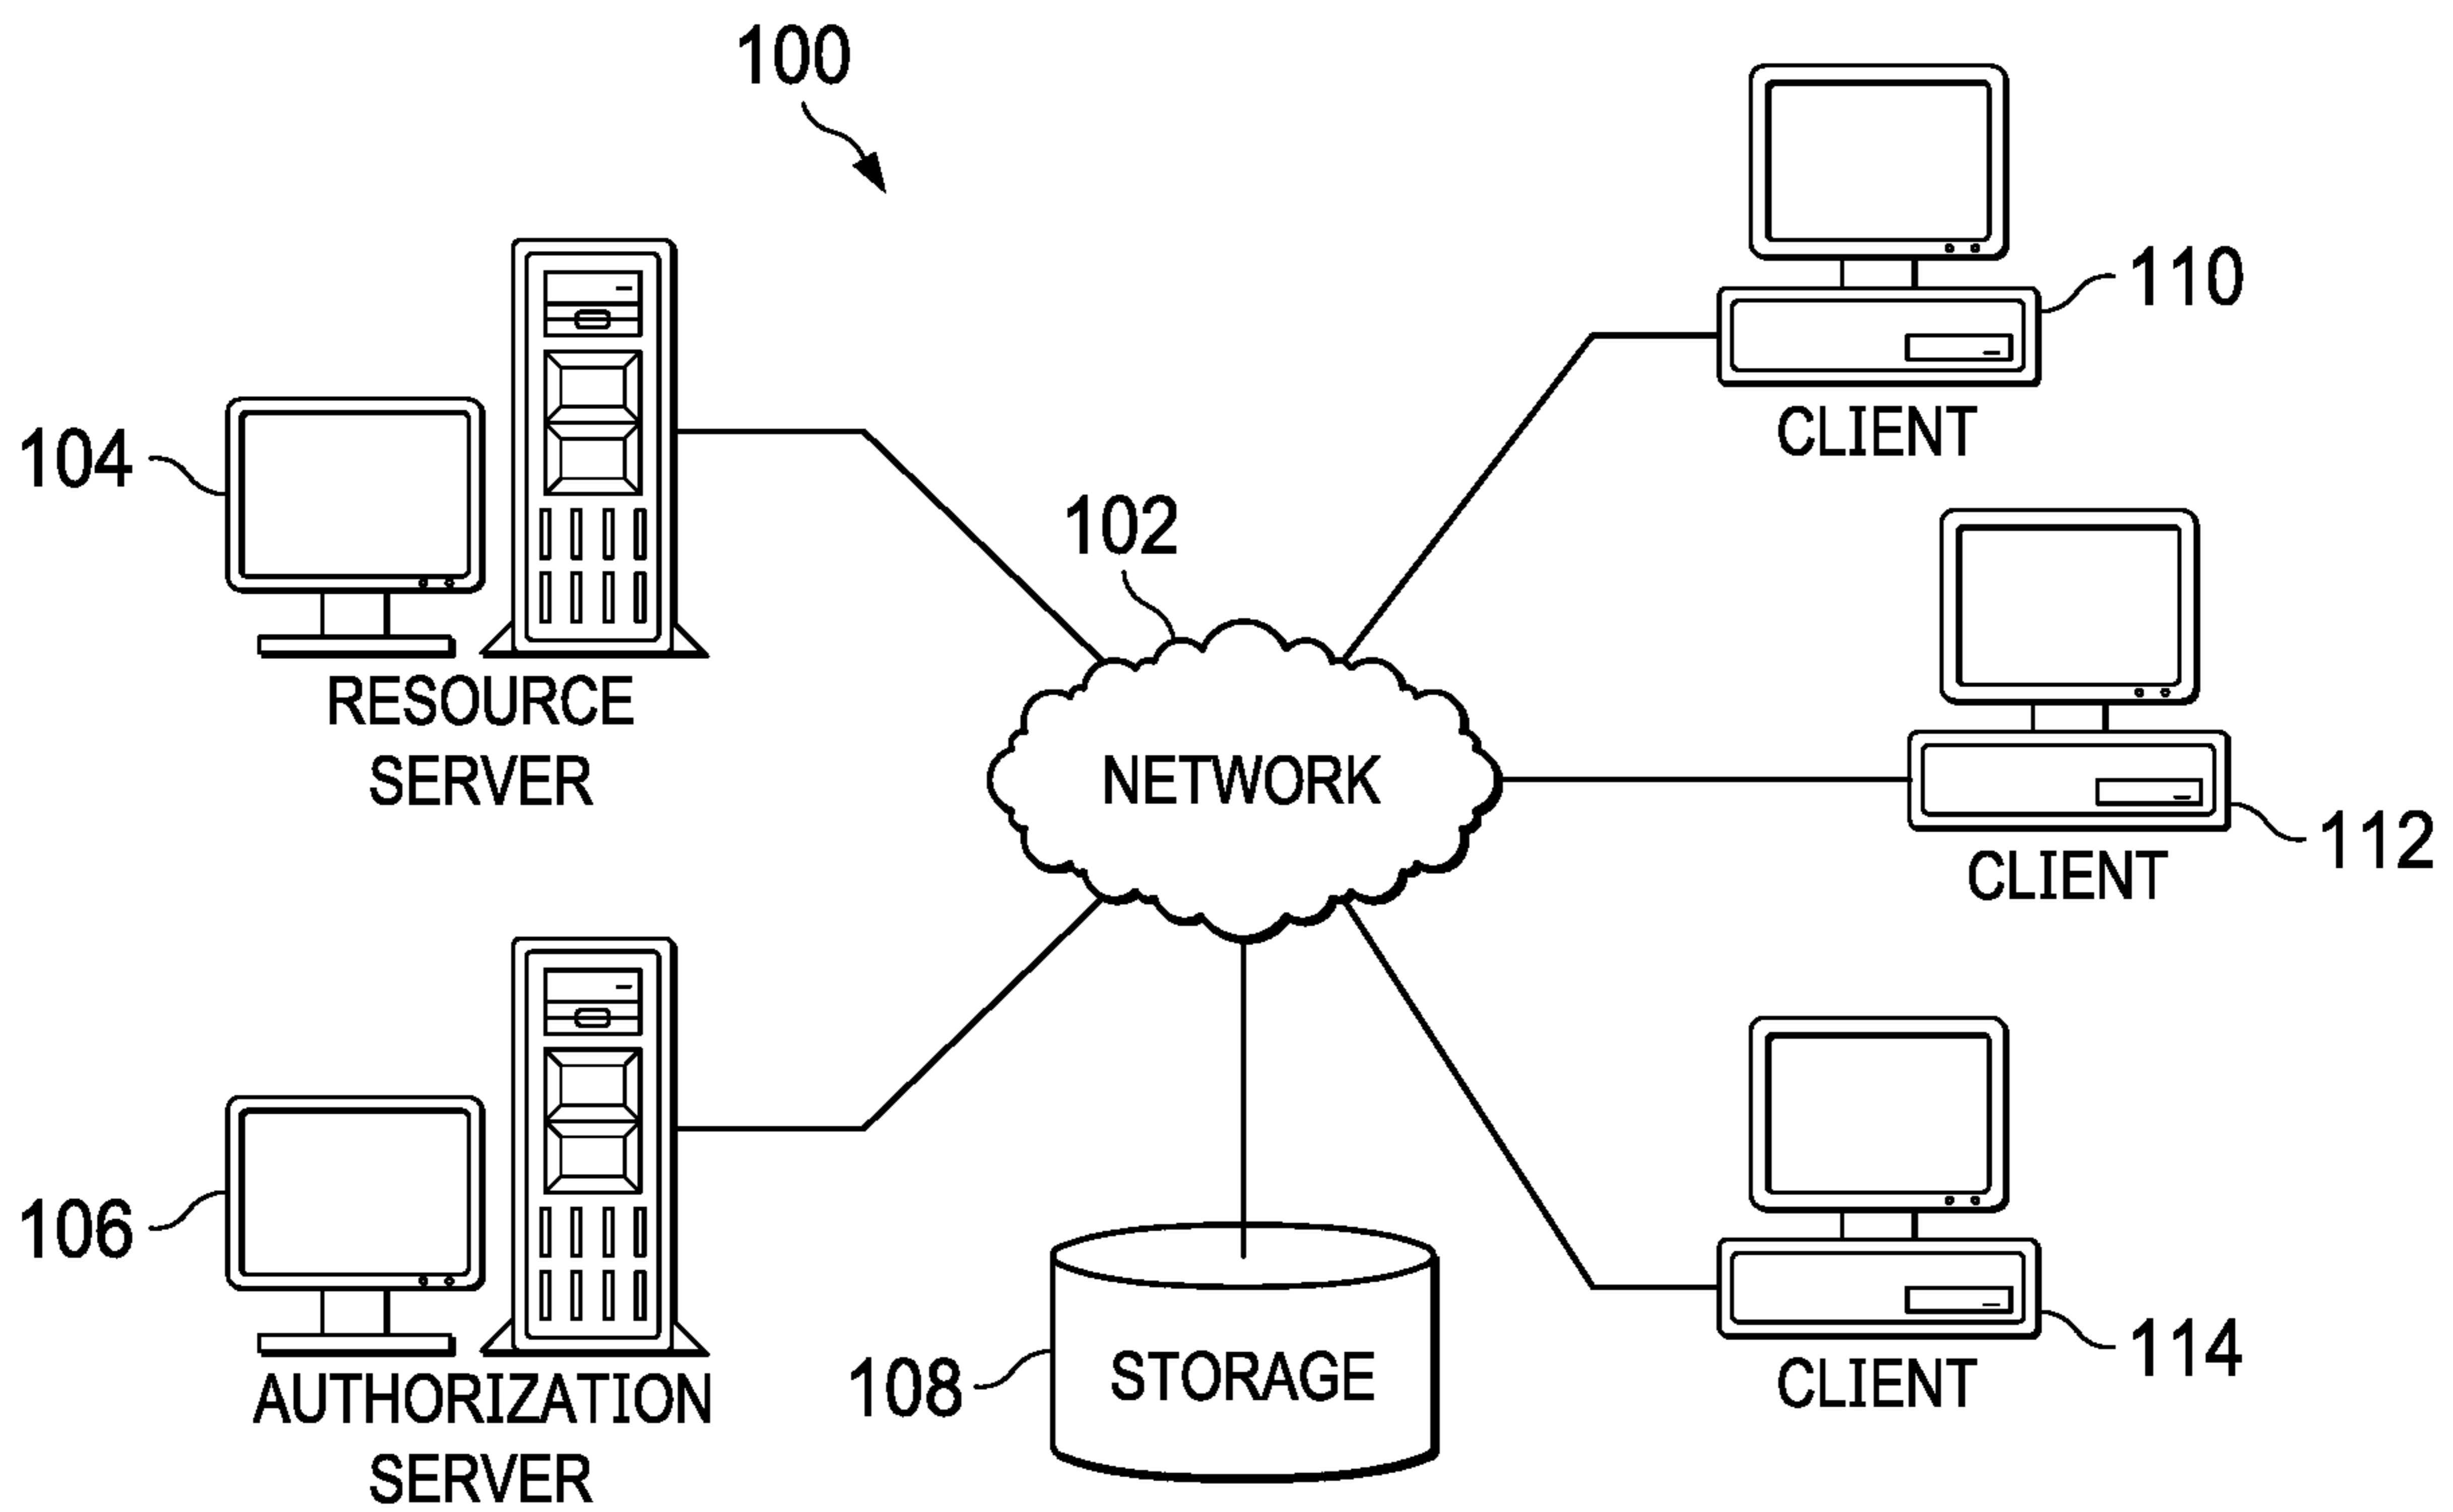 100
110
CLIENT
104
RESOURCE
SERVER
102
NETWORK
112
CLIENT
106
AUTHORIZATION
SERVER
108
STORAGE
114
CLIENT